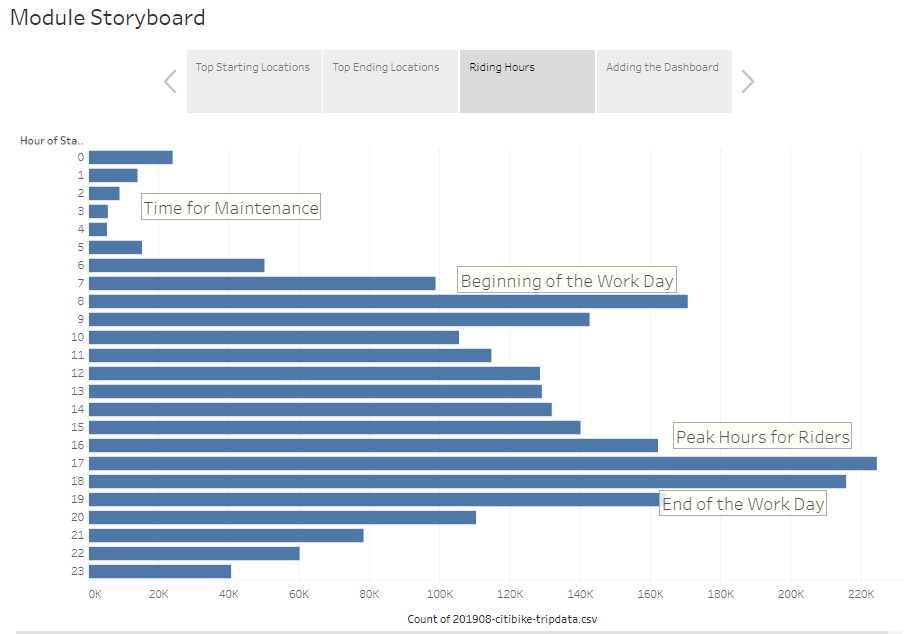 Module Storyboard
Top Starting Locations
Top Ending Locations
Riding Hours
Adding the Dashboard
Hour of Sta..
0
1
2
Time for Maintenance
3
4
5
6
Beginning of the Work Day
7
8
9
10
11
12
13
14
15
Peak Hours for Riders
16
17
18
19
End of the Work Day
20
21
22
23
0K 20K 40K 60K 80K 100K 120K 140K 160K 180K 200K 220K
Count of 201908-citibike-tripdata.csv